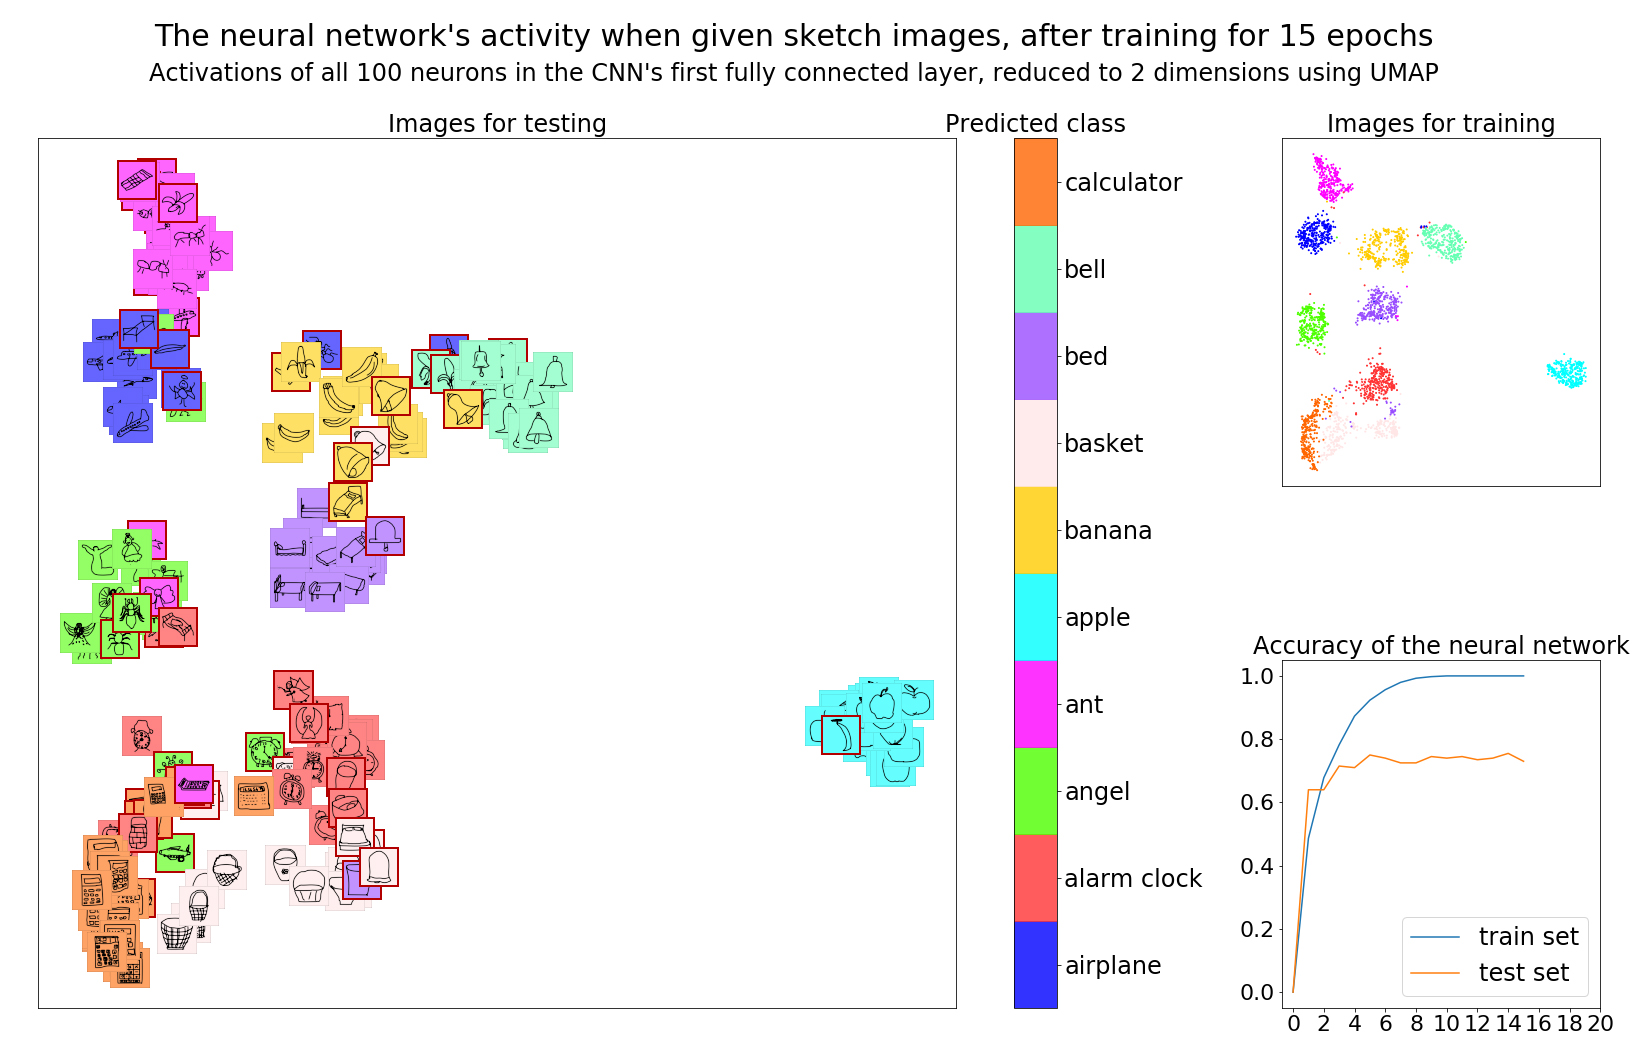 The neural network's activity when given sketch images, after training for 15 epochs
Activations of all 100 neurons in the CNN's first fully connected layer, reduced to 2 dimensions using UMAP
Images for testing
Predicted class
calculator
bell
bed
basket
banana
apple
ant
angel
alarm clock
airplane
Images for training
Accuracy of the neural network
1.0
0.8
0.6
0.4
0.2
0.0
train set
test set
0 2 4 6 8 10 12 14 16 18 20